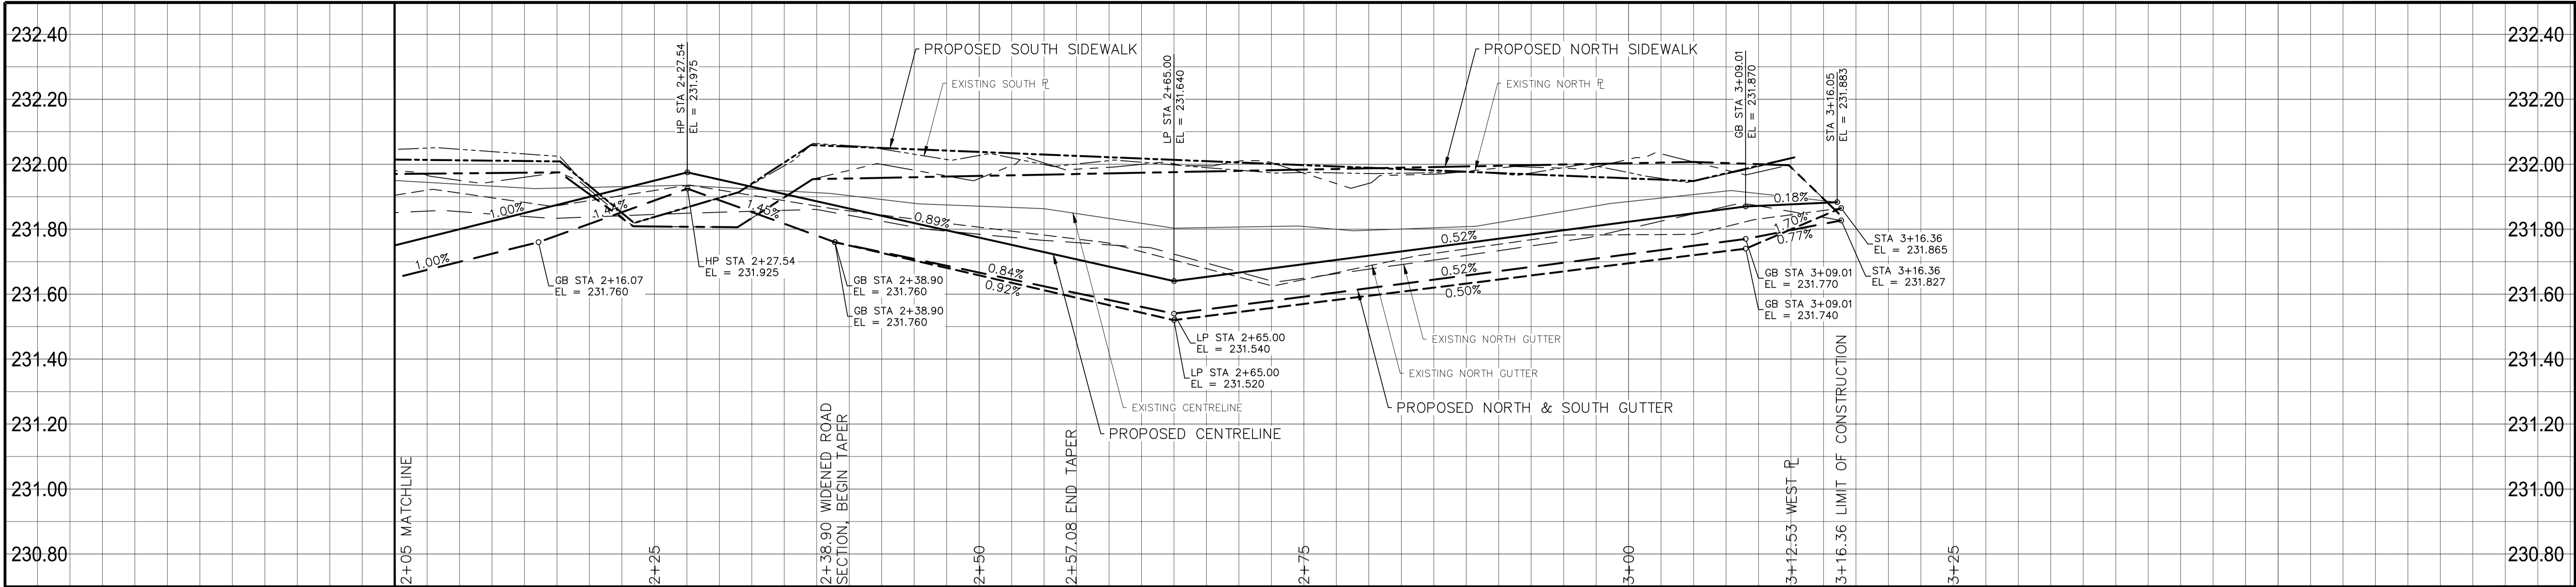 232.40
232.20
232.00
231.80
231.60
231.40
231.20
231.00
230.80
HP STA 2+27.54
EL = 231.975
PROPOSED SOUTH SIDEWALK
EXISTING SOUTH PL
LP STA 2+65.00
EL = 231.640
PROPOSED NORTH SIDEWALK
EXISTING NORTH PL
GB STA 3+09.01
EL = 231.870
STA 3+16.05
EL = 231.883
1.00%
1.00%
1.44%
1.45%
0.89%
0.84%
0.92%
0.52%
0.52%
0.50%
0.18%
1.70%
0.77%
GB STA 2+16.07
EL = 231.760
HP STA 2+27.54
EL = 231.925
GB STA 2+38.90
EL = 231.760
GB STA 2+38.90
EL = 231.760
LP STA 2+65.00
EL = 231.540
LP STA 2+65.00
EL = 231.520
EXISTING CENTRELINE
PROPOSED CENTRELINE
EXISTING NORTH GUTTER
EXISTING NORTH GUTTER
PROPOSED NORTH & SOUTH GUTTER
GB STA 3+09.01
EL = 231.770
GB STA 3+09.01
EL = 231.740
STA 3+16.36
EL = 231.865
STA 3+16.36
EL = 231.827
2+05 MATCHLINE
2+25
2+38.90 WIDENED ROAD
SECTION, BEGIN TAPER
2+50
2+57.08 END TAPER
2+75
3+00
3+12.53 WEST PL
3+16.36 LIMIT OF CONSTRUCTION
3+25
232.40
232.20
232.00
231.80
231.60
231.40
231.20
231.00
230.80